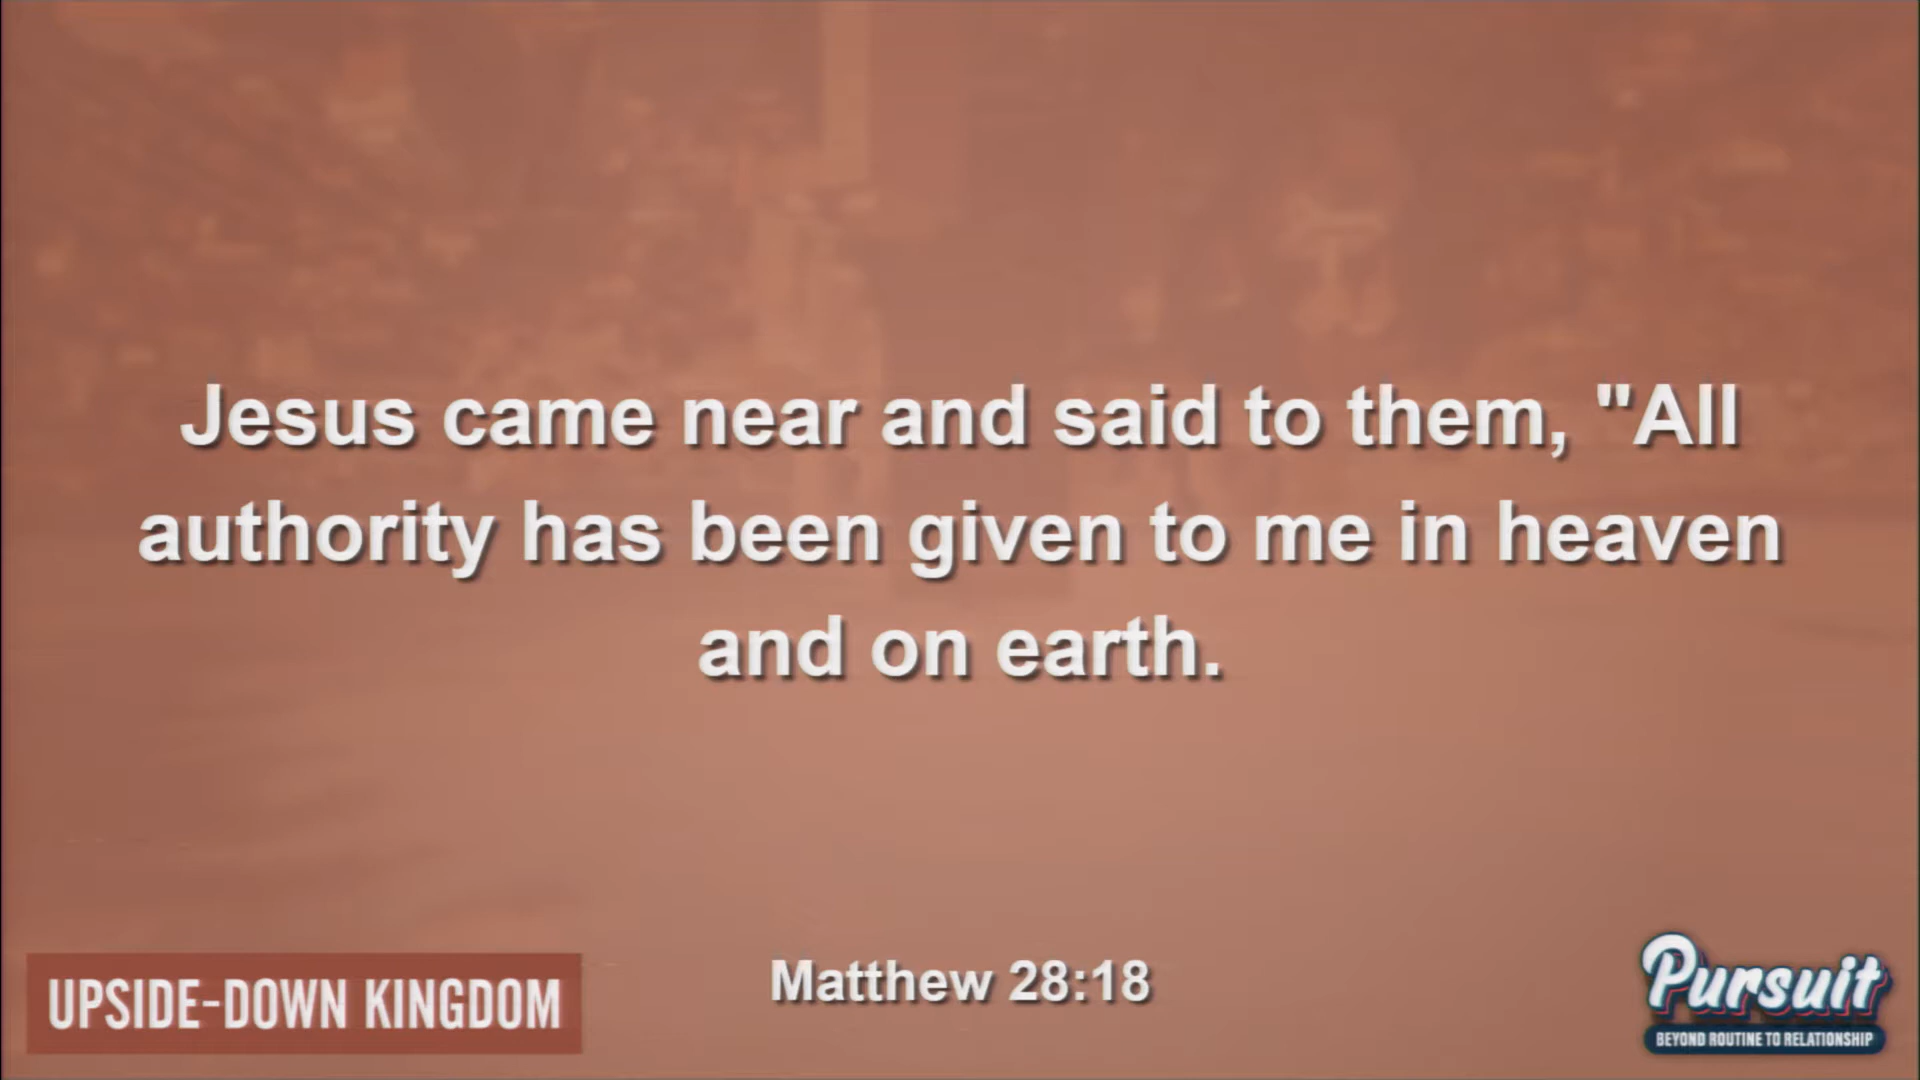 Jesus came near and said to them, "All
authority has been given to me in heaven
and on earth.
UPSIDE-DOWN KINGDOM
Matthew 28:18
Pursuit
BEYOND ROUTINE TO RELATIONSHIP